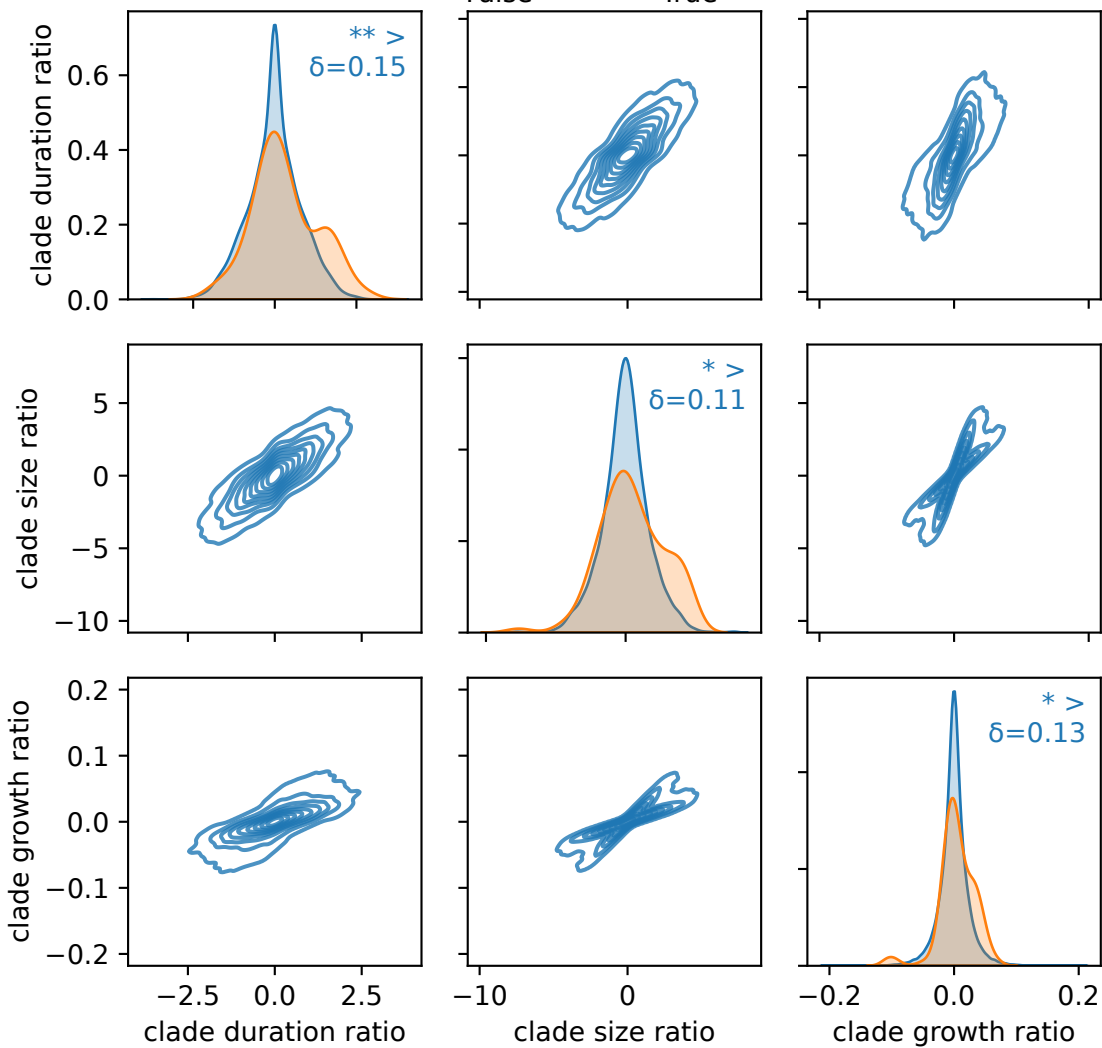 clade duration ratio
0.6
0.4
0.2
0.0
** >
δ=0.15
clade size ratio
5
0
−5
−10
* >
δ=0.11
clade growth ratio
0.2
0.1
0.0
−0.1
−0.2
* >
δ=0.13
−2.5 0.0 2.5
−10 0
−0.2 0.0 0.2
clade duration ratio
clade size ratio
clade growth ratio